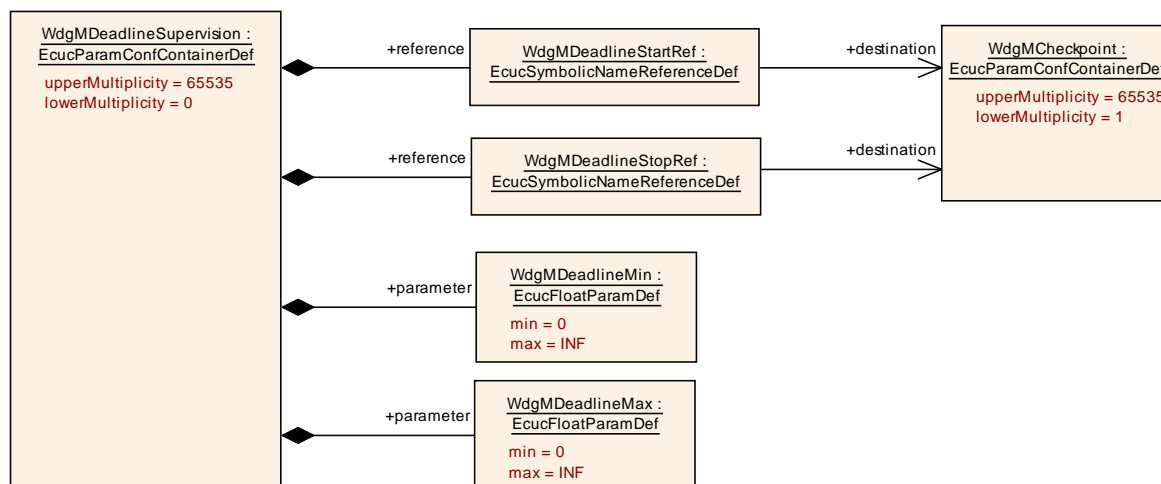 WdgMDeadlineSupervision :
EcucParamConfContainerDef
upperMultiplicity = 65535
lowerMultiplicity = 0
+reference
WdgMDeadlineStartRef :
EcucSymbolicNameReferenceDef
+destination
WdgMCheckpoint :
EcucParamConfContainerDef
upperMultiplicity = 65535
lowerMultiplicity = 1
+reference
WdgMDeadlineStopRef :
EcucSymbolicNameReferenceDef
+destination
+parameter
WdgMDeadlineMin :
EcucFloatParamDef
min = 0
max = INF
+parameter
WdgMDeadlineMax :
EcucFloatParamDef
min = 0
max = INF